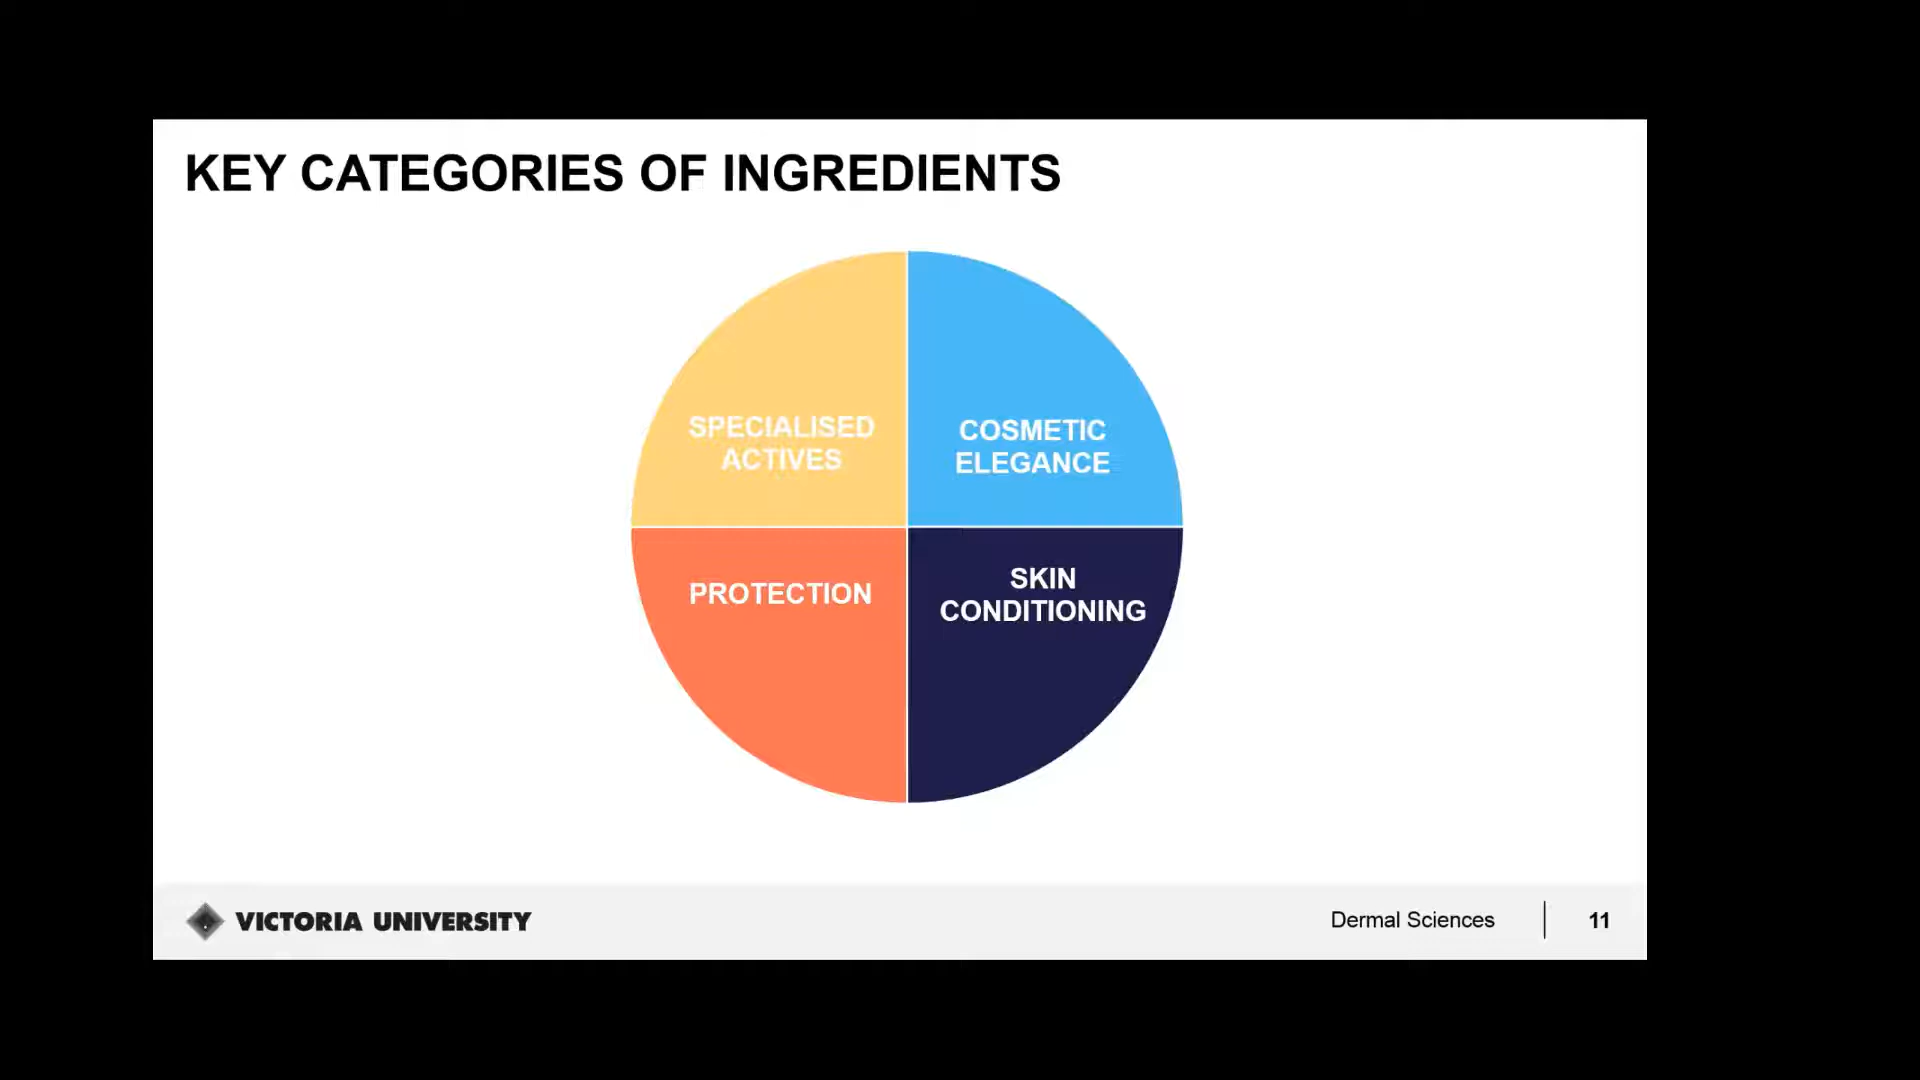 KEY CATEGORIES OF INGREDIENTS
SPECIALISED
ACTIVES
COSMETIC
ELEGANCE
PROTECTION
SKIN
CONDITIONING
VICTORIA UNIVERSITY
Dermal Sciences
11